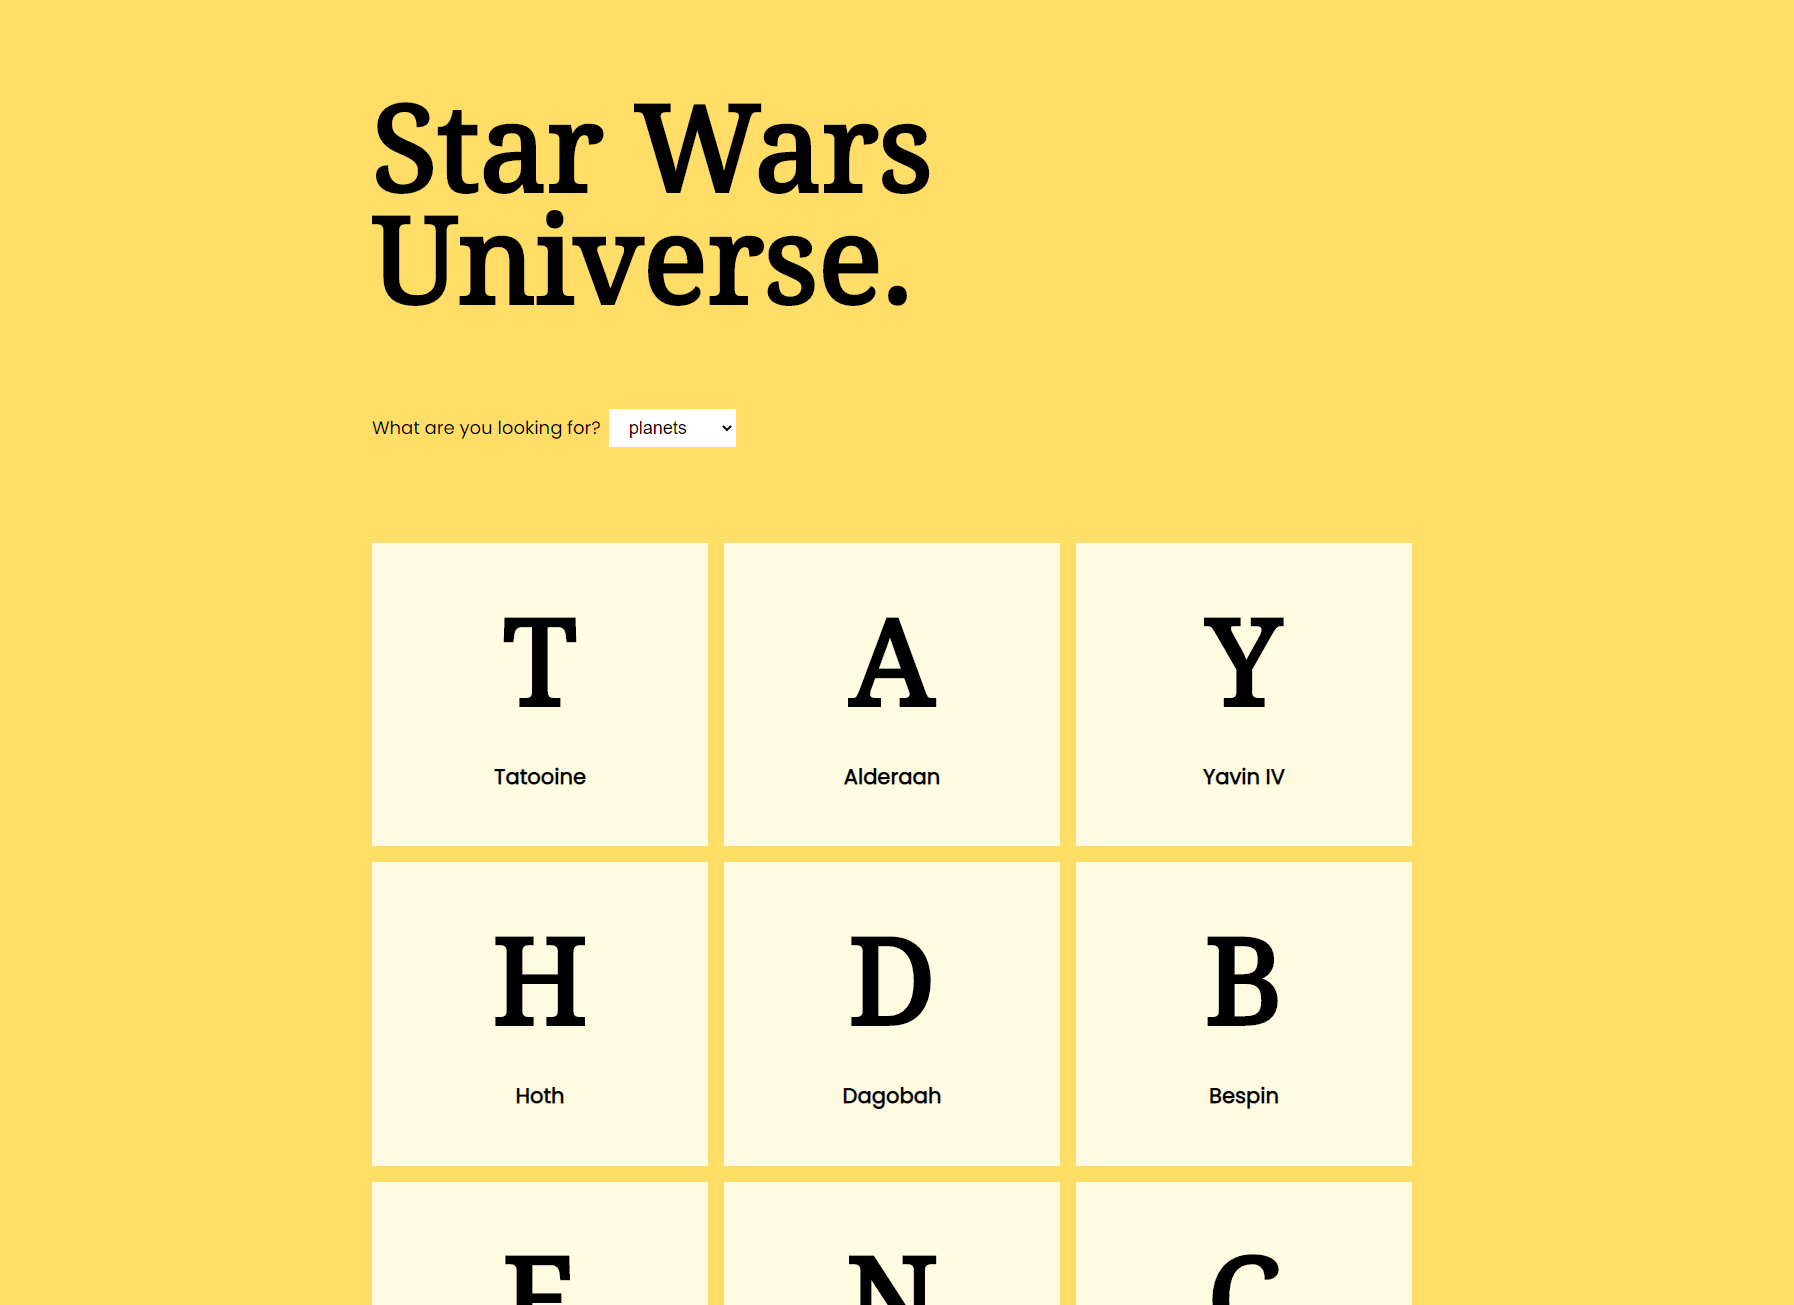 Star Wars
Universe.
What are you looking for? planets
T A Y
Tatooine Alderaan Yavin IV
H D B
Hoth Dagobah Bespin
E N C